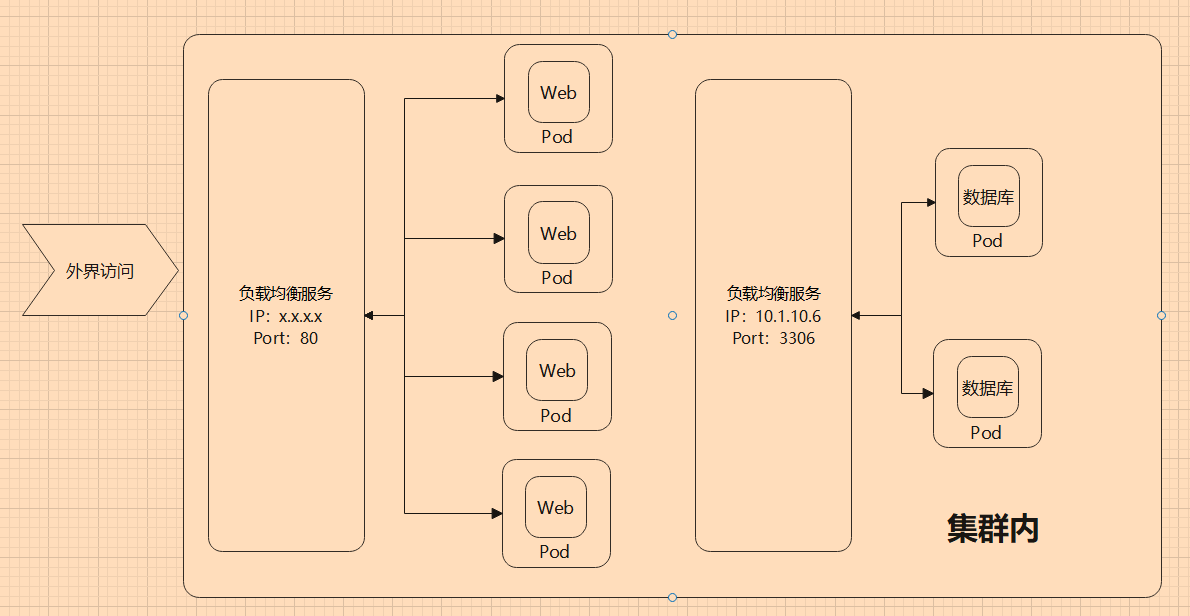 外界访问
负载均衡服务
IP：x.x.x.x
Port：80
Web
Pod
Web
Pod
Web
Pod
Web
Pod
负载均衡服务
IP：10.1.10.6
Port：3306
数据库
Pod
数据库
Pod
集群内